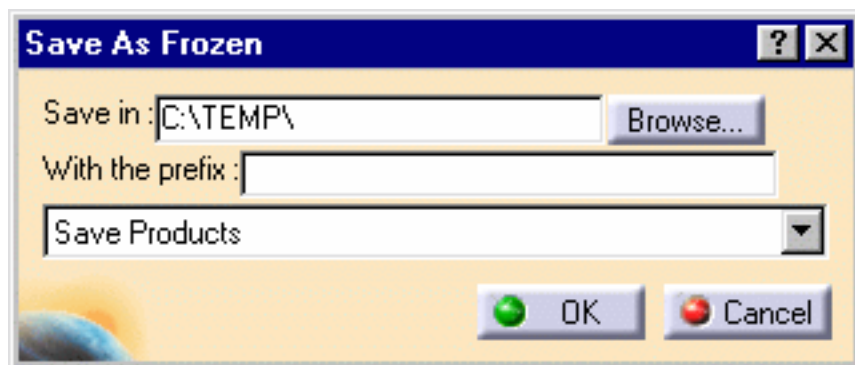 Save As Frozen
Save in : C:\TEMP\ Browse...
With the prefix :
Save Products
OK Cancel